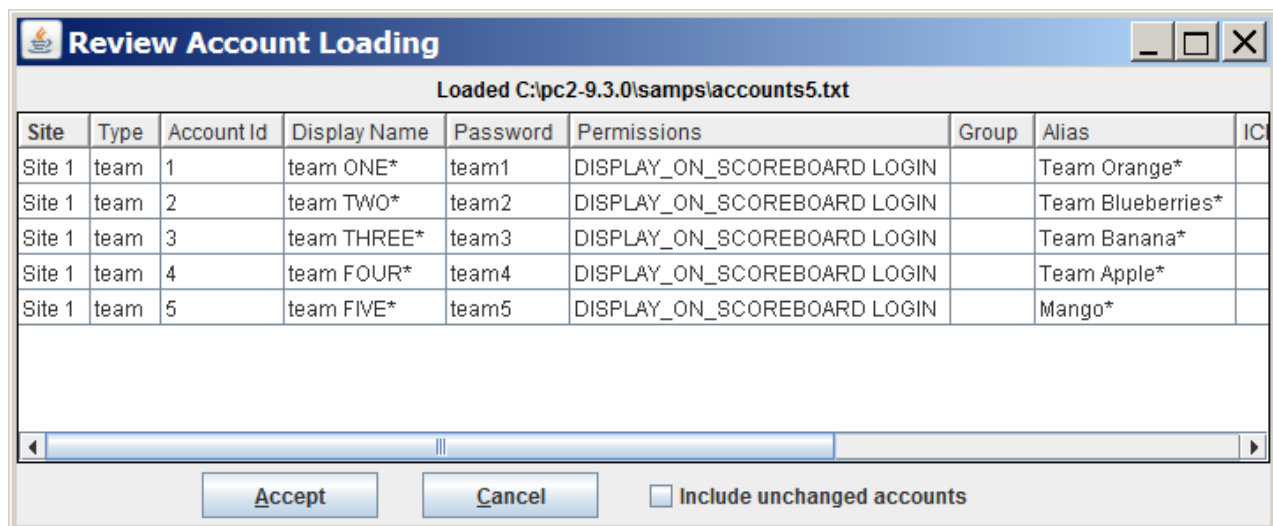 Review Account Loading
Loaded C:\pc2-9.3.0\samps\accounts5.txt
Site Type Account Id Display Name Password Permissions Group Alias
Site 1 team 1 team ONE* team1 DISPLAY_ON_SCOREBOARD LOGIN Team Orange*
Site 1 team 2 team TWO* team2 DISPLAY_ON_SCOREBOARD LOGIN Team Blueberries*
Site 1 team 3 team THREE* team3 DISPLAY_ON_SCOREBOARD LOGIN Team Banana*
Site 1 team 4 team FOUR* team4 DISPLAY_ON_SCOREBOARD LOGIN Team Apple*
Site 1 team 5 team FIVE* team5 DISPLAY_ON_SCOREBOARD LOGIN Mango*
Accept Cancel Include unchanged accounts